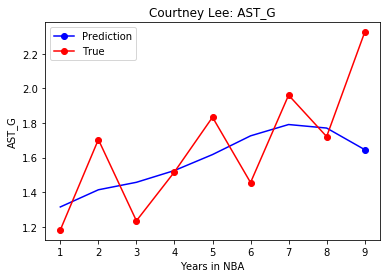 Courtney Lee: AST_G
Prediction
True
AST_G
2.2
2.0
1.8
1.6
1.4
1.2
1 2 3 4 5 6 7 8 9
Years in NBA